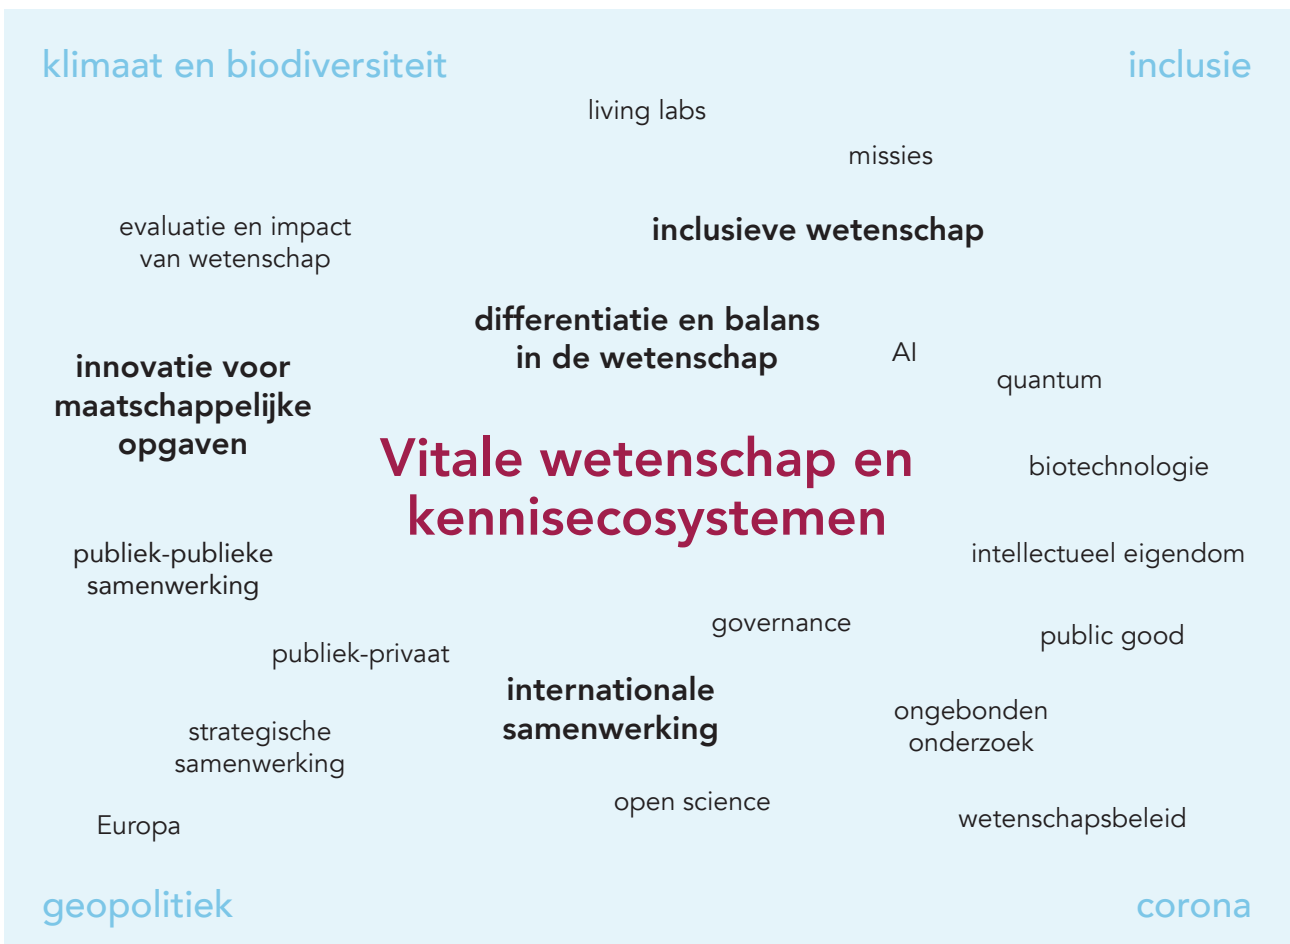 klimaat en biodiversiteit
inclusie
living labs
missies
evaluatie en impact
van wetenschap
inclusieve wetenschap
differentiatie en balans
in de wetenschap
AI
innovatie voor
maatschappelijke
opgaven
quantum
Vitale wetenschap en
kennisecosystemen
biotechnologie
publiek-publieke
samenwerking
intellectueel eigendom
governance
public good
publiek-privaat
internationale
samenwerking
ongebonden
onderzoek
strategische
samenwerking
open science
Europa
wetenschapsbeleid
geopolitiek
corona